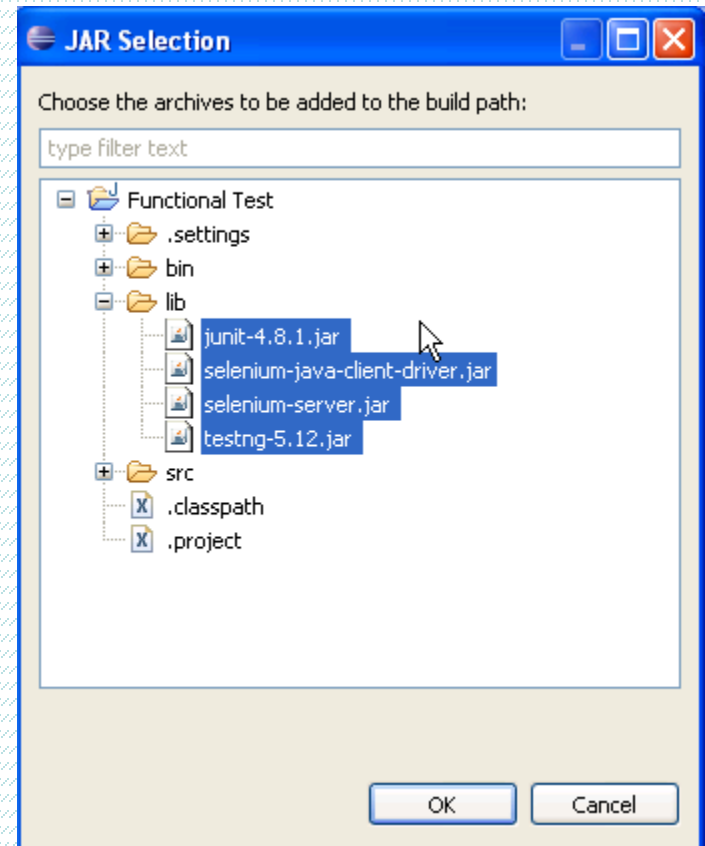 JAR Selection
Choose the archives to be added to the build path:
type filter text
Functional Test
.settings
bin
lib
junit-4.8.1.jar
selenium-java-client-driver.jar
selenium-server.jar
testng-5.12.jar
src
.classpath
.project
OK Cancel